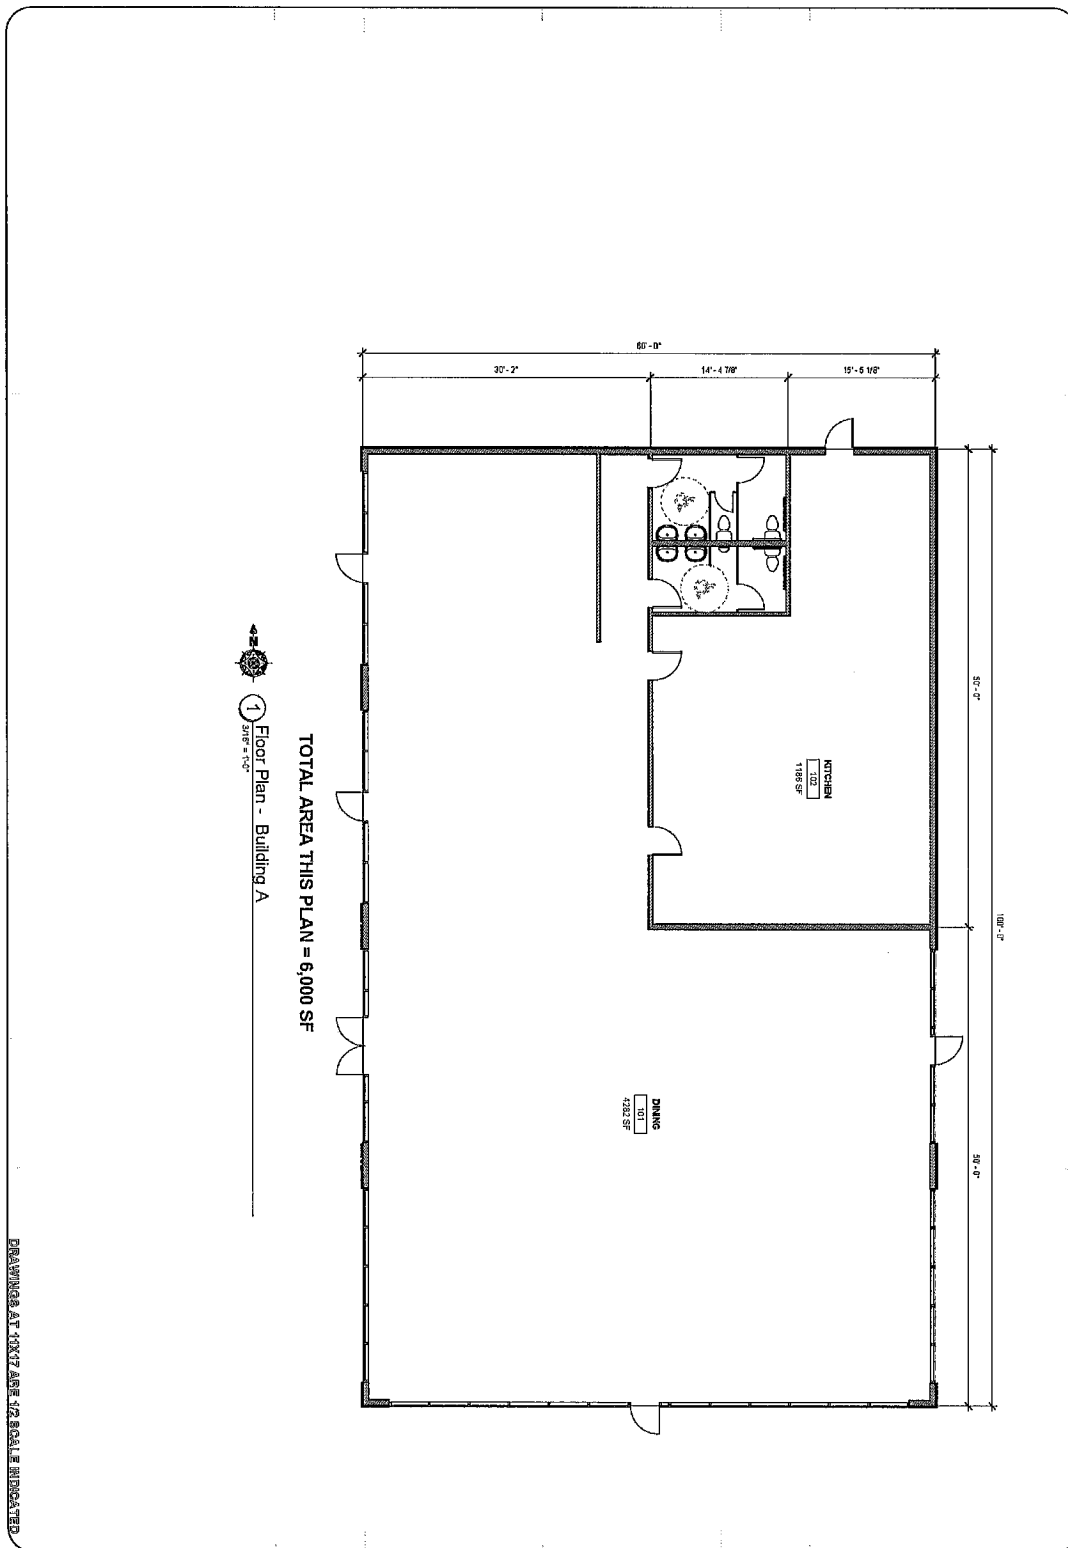 60' - 0"
30' - 2"
14' - 4 7/8"
15' - 5 1/8"
50' - 0"
100' - 0"
50' - 0"
KITCHEN
102
1186 SF
DINING
101
4282 SF
TOTAL AREA THIS PLAN = 6,000 SF
N
1
Floor Plan - Building A
3/16" = 1'-0"
DRAWINGS AT 11X17 ARE 1/2 SCALE INDICATED